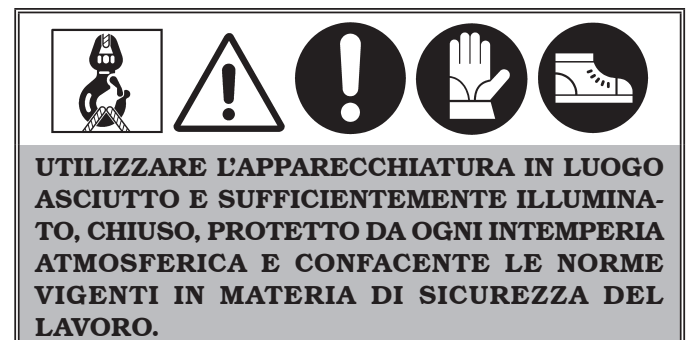 UTILIZZARE L'APPARECCHIATURA IN LUOGO
ASCIUTTO E SUFFICIENTEMENTE ILLUMINA-
TO, CHIUSO, PROTETTO DA OGNI INTEMPERIA
ATMOSFERICA E CONFACENTE LE NORME
VIGENTI IN MATERIA DI SICUREZZA DEL
LAVORO.